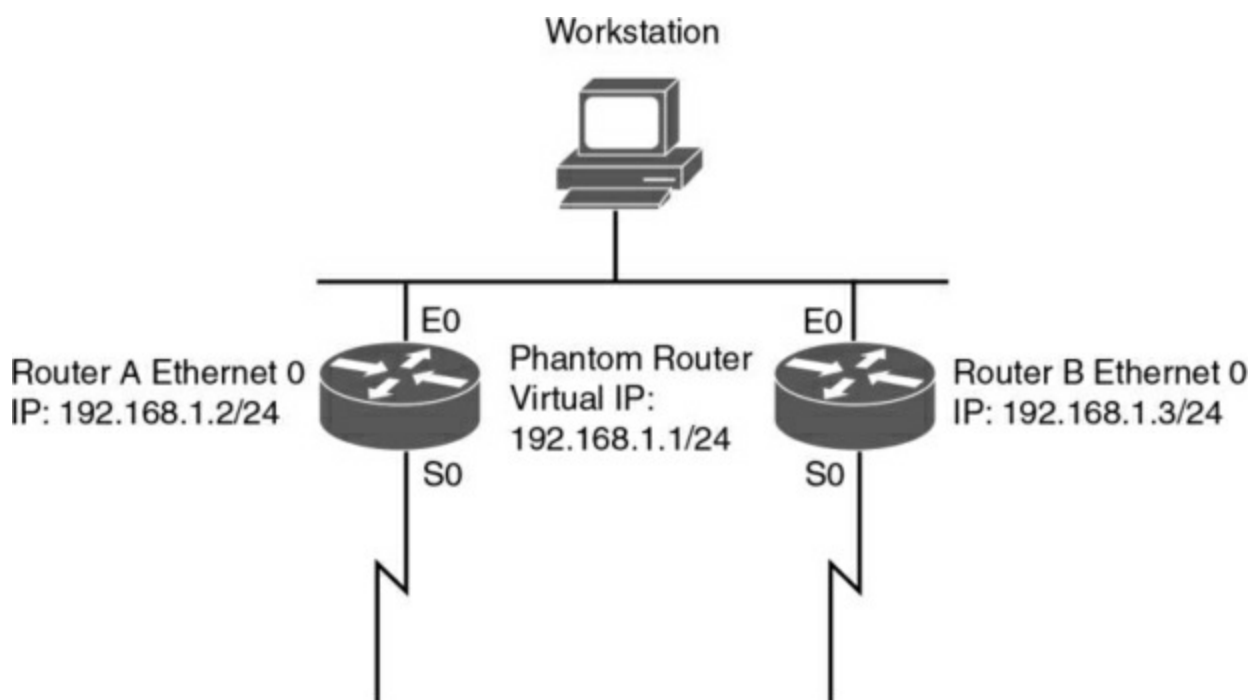 Workstation
E0
E0
Router A Ethernet 0
IP: 192.168.1.2/24
Phantom Router
Virtual IP:
192.168.1.1/24
Router B Ethernet 0
IP: 192.168.1.3/24
S0
S0